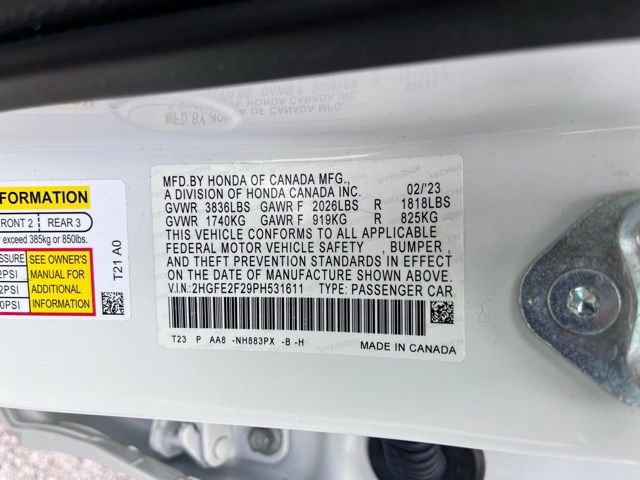 MFD.BY HONDA OF CANADA MFG.,
A DIVISION OF HONDA CANADA INC. 02/'23
GVWR 3836LBS GAWR F 2026LBS R 1818LBS
GVWR 1740KG GAWR F 919KG R 825KG
THIS VEHICLE CONFORMS TO ALL APPLICABLE
FEDERAL MOTOR VEHICLE SAFETY , BUMPER ,
AND THEFT PREVENTION STANDARDS IN EFFECT
ON THE DATE OF MANUFACTURE SHOWN ABOVE.
V.I.N.:2HGFE2F29PH531611 TYPE: PASSENGER CAR
T23 P AA8 -NH883PX -B -H MADE IN CANADA
FRONT 2 REAR 3
exceed 385kg or 850lbs.
SEE OWNER'S
MANUAL FOR
ADDITIONAL
INFORMATION
T21 A0